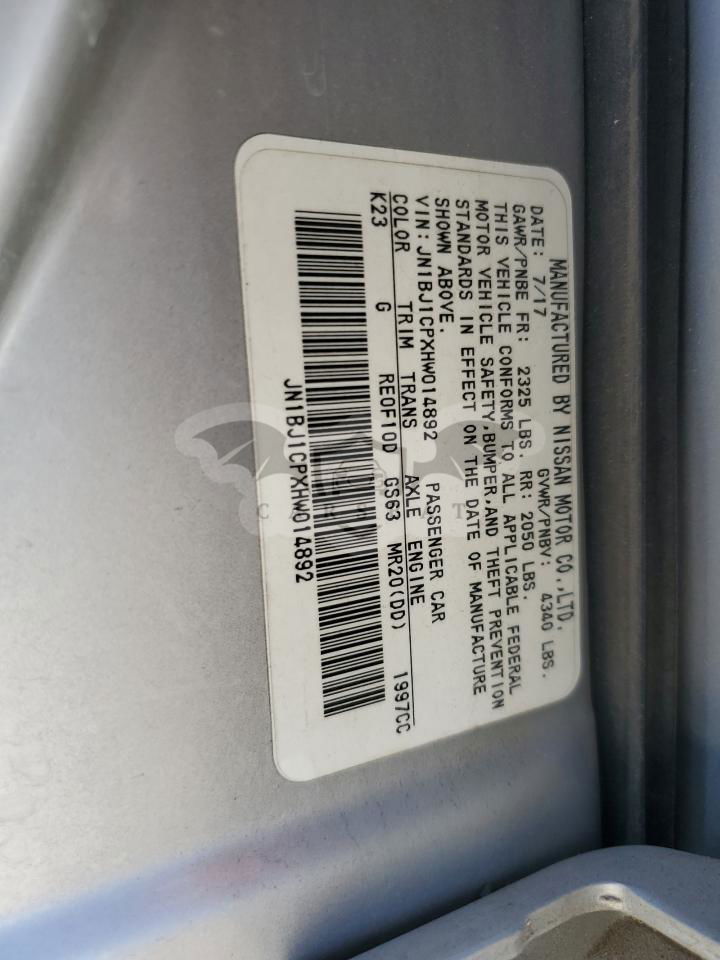 MANUFACTURED BY NISSAN MOTOR CO.,LTD.
DATE: 7/17 GVWR/PNBV: 4340 LBS.
GAWR/PNBE FR: 2325 LBS. RR: 2050 LBS.
THIS VEHICLE CONFORMS TO ALL APPLICABLE FEDERAL
MOTOR VEHICLE SAFETY,BUMPER,AND THEFT PREVENTION
STANDARDS IN EFFECT ON THE DATE OF MANUFACTURE
SHOWN ABOVE.
VIN: JN1BJ1CPXHW014892 PASSENGER CAR
COLOR TRIM TRANS AXLE ENGINE
K23 G RE0F10D GS63 MR20(DD) 1997CC
JN1BJ1CPXHW014892